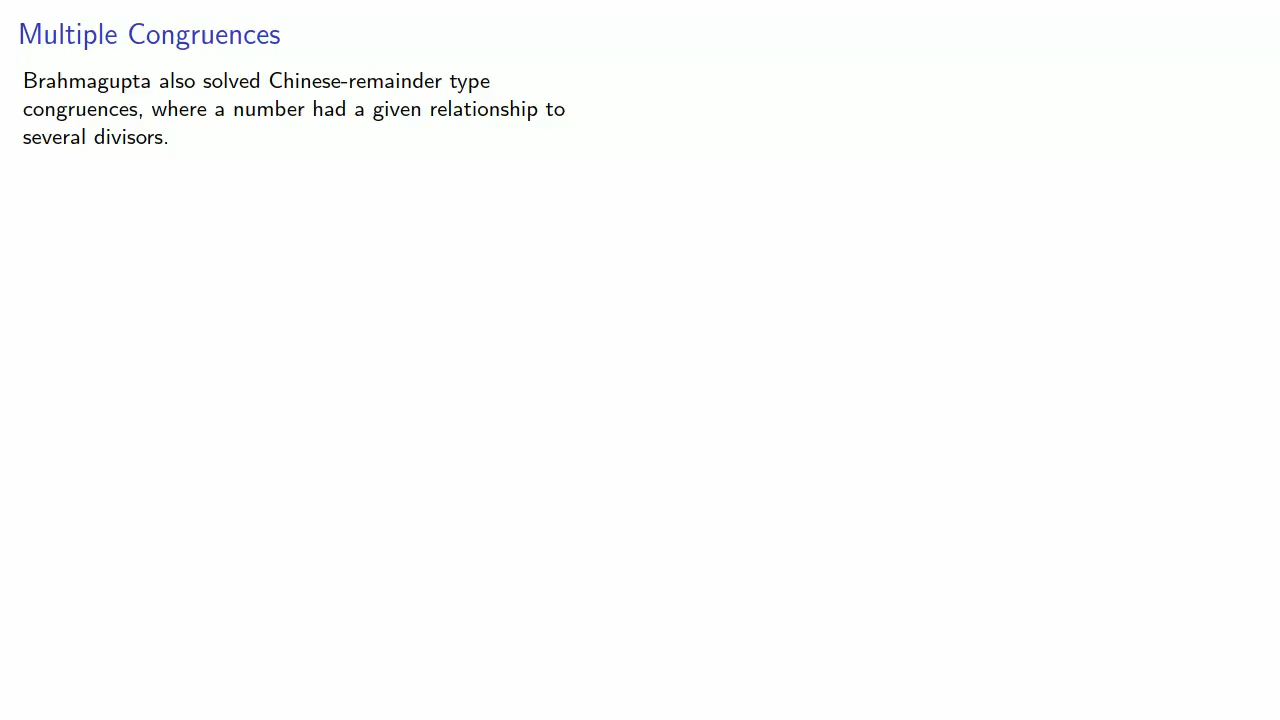 Multiple Congruences
Brahmagupta also solved Chinese-remainder type
congruences, where a number had a given relationship to
several divisors.